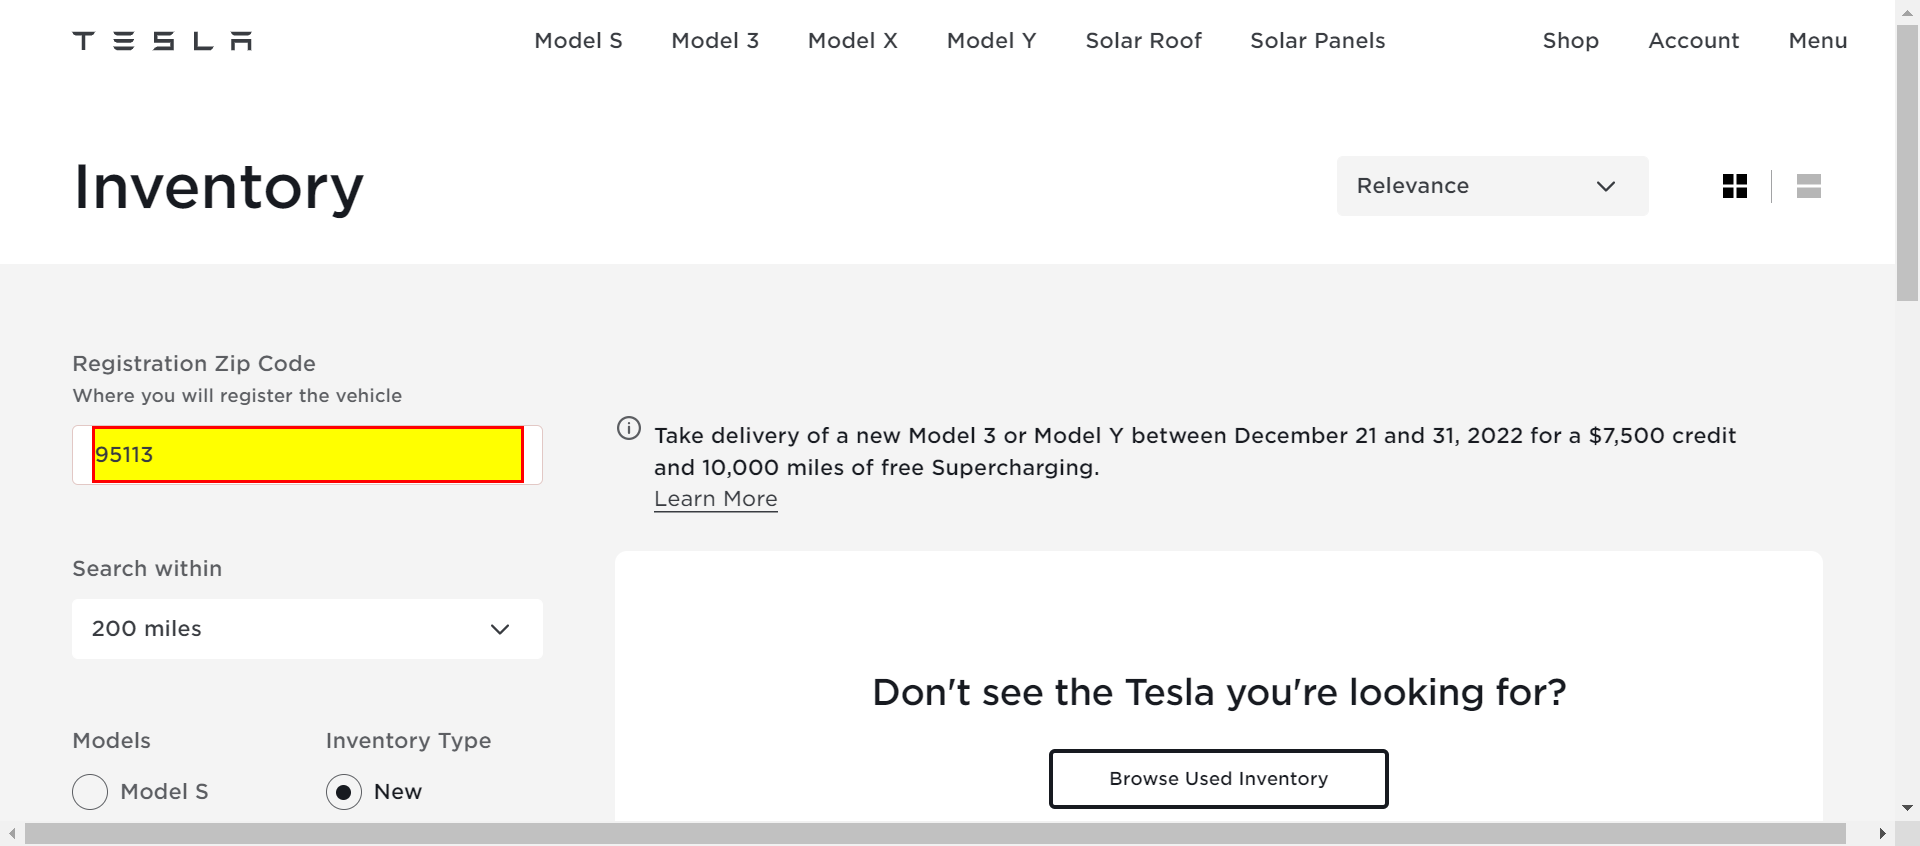 TESLA
Model S
Model 3
Model X
Model Y
Solar Roof
Solar Panels
Shop
Account
Menu
Inventory
Relevance
Registration Zip Code
Where you will register the vehicle
95113
Search within
200 miles
Models
Inventory Type
Model S
New
Take delivery of a new Model 3 or Model Y between December 21 and 31, 2022 for a $7,500 credit
and 10,000 miles of free Supercharging.
Learn More
Don't see the Tesla you're looking for?
Browse Used Inventory